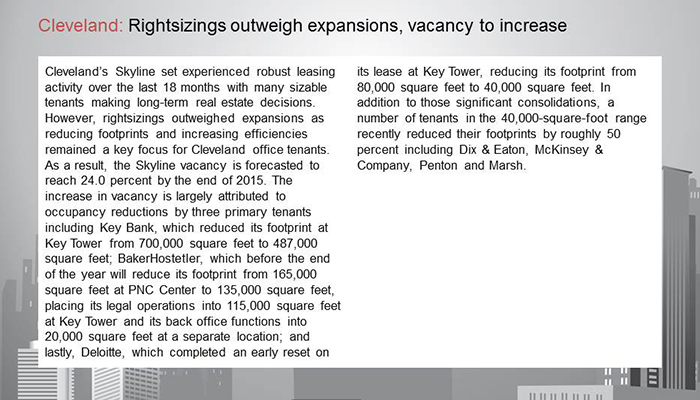 Cleveland: Rightsizings outweigh expansions, vacancy to increase
Cleveland's Skyline set experienced robust leasing
activity over the last 18 months with many sizable
tenants making long-term real estate decisions.
However, rightsizings outweighed expansions as
reducing footprints and increasing efficiencies
remained a key focus for Cleveland office tenants.
As a result, the Skyline vacancy is forecasted to
reach 24.0 percent by the end of 2015. The
increase in vacancy is largely attributed to
occupancy reductions by three primary tenants
including Key Bank, which reduced its footprint at
Key Tower from 700,000 square feet to 487,000
square feet; BakerHostetler, which before the end
of the year will reduce its footprint from 165,000
square feet at PNC Center to 135,000 square feet,
placing its legal operations into 115,000 square feet
at Key Tower and its back office functions into
20,000 square feet at a separate location; and
lastly, Deloitte, which completed an early reset on
its lease at Key Tower, reducing its footprint from
80,000 square feet to 40,000 square feet. In
addition to those significant consolidations, a
number of tenants in the 40,000-square-foot range
recently reduced their footprints by roughly 50
percent including Dix & Eaton, McKinsey &
Company, Penton and Marsh.